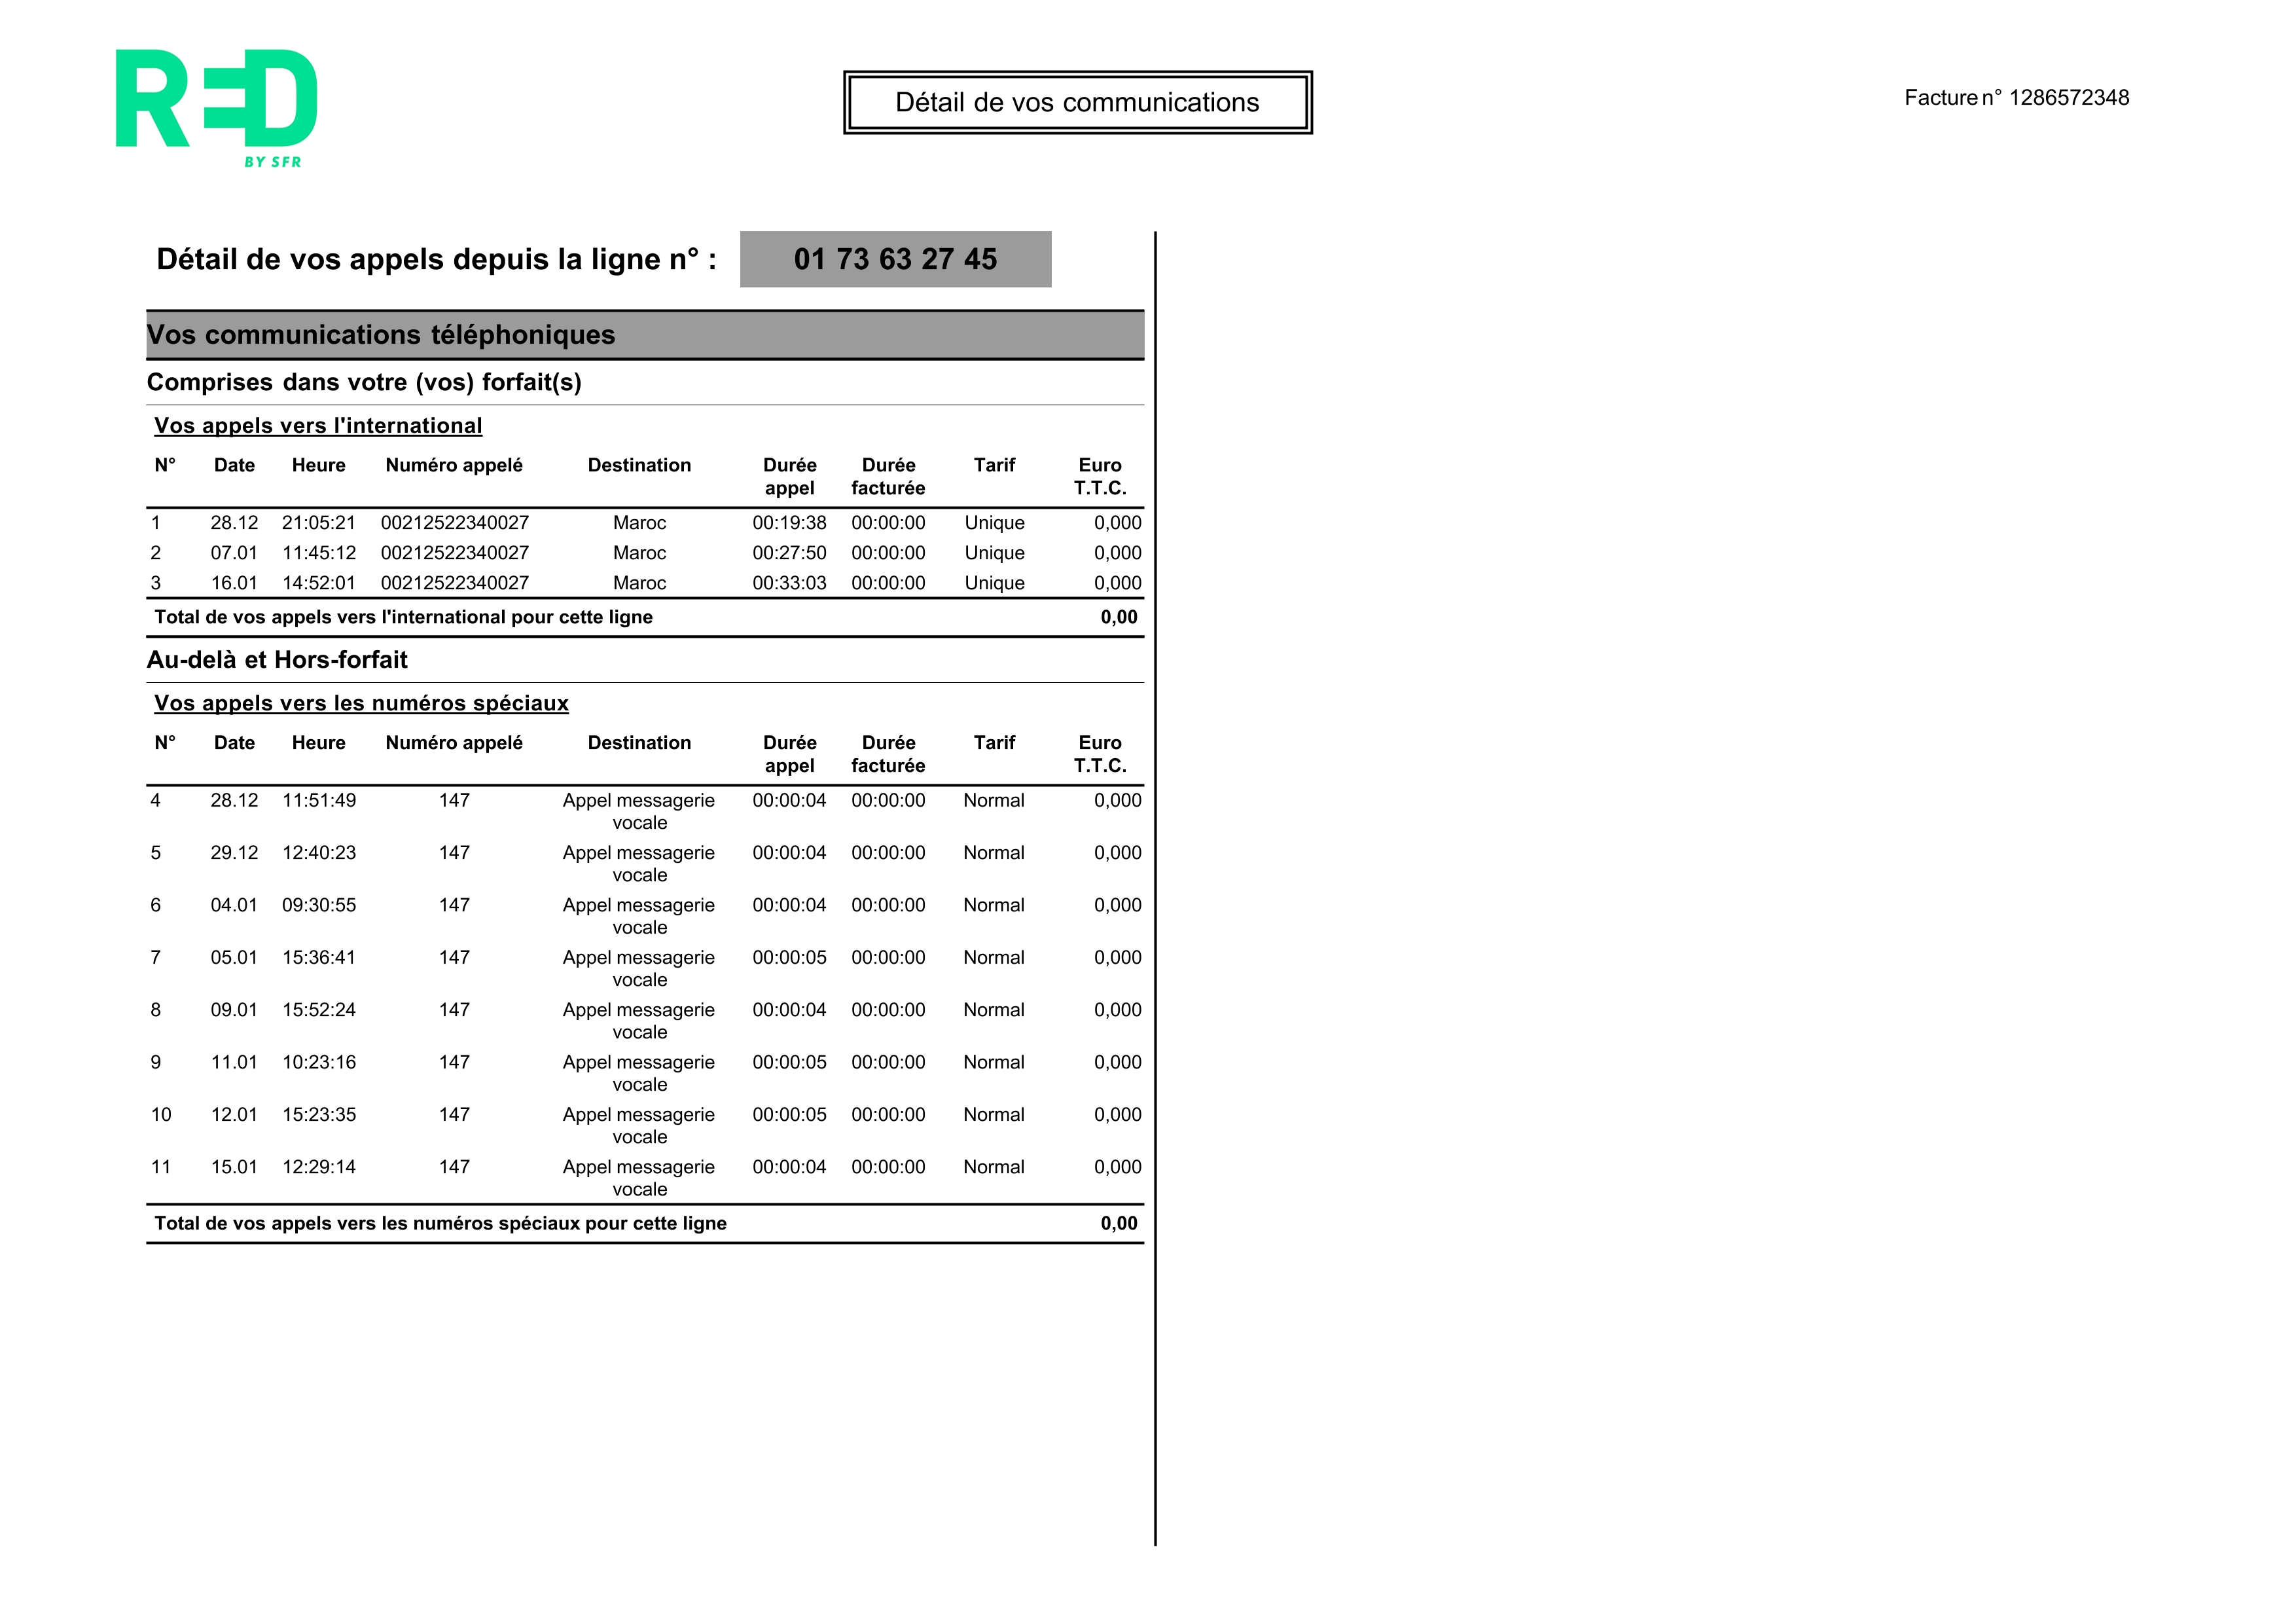 RED
BY SFR
Détail de vos communications
Facture n° 1286572348
Détail de vos appels depuis la ligne n° : 01 73 63 27 45
Vos communications téléphoniques
Comprises dans votre (vos) forfait(s)
Vos appels vers l'international
N° Date Heure Numéro appelé Destination Durée Durée Tarif Euro
appel facturée T.T.C.
1 28.12 21:05:21 00212522340027 Maroc 00:19:38 00:00:00 Unique 0,000
2 07.01 11:45:12 00212522340027 Maroc 00:27:50 00:00:00 Unique 0,000
3 16.01 14:52:01 00212522340027 Maroc 00:33:03 00:00:00 Unique 0,000
Total de vos appels vers l'international pour cette ligne 0,00
Au-delà et Hors-forfait
Vos appels vers les numéros spéciaux
N° Date Heure Numéro appelé Destination Durée Durée Tarif Euro
appel facturée T.T.C.
4 28.12 11:51:49 147 Appel messagerie 00:00:04 00:00:00 Normal 0,000
vocale
5 29.12 12:40:23 147 Appel messagerie 00:00:04 00:00:00 Normal 0,000
vocale
6 04.01 09:30:55 147 Appel messagerie 00:00:04 00:00:00 Normal 0,000
vocale
7 05.01 15:36:41 147 Appel messagerie 00:00:05 00:00:00 Normal 0,000
vocale
8 09.01 15:52:24 147 Appel messagerie 00:00:04 00:00:00 Normal 0,000
vocale
9 11.01 10:23:16 147 Appel messagerie 00:00:05 00:00:00 Normal 0,000
vocale
10 12.01 15:23:35 147 Appel messagerie 00:00:05 00:00:00 Normal 0,000
vocale
11 15.01 12:29:14 147 Appel messagerie 00:00:04 00:00:00 Normal 0,000
vocale
Total de vos appels vers les numéros spéciaux pour cette ligne 0,00